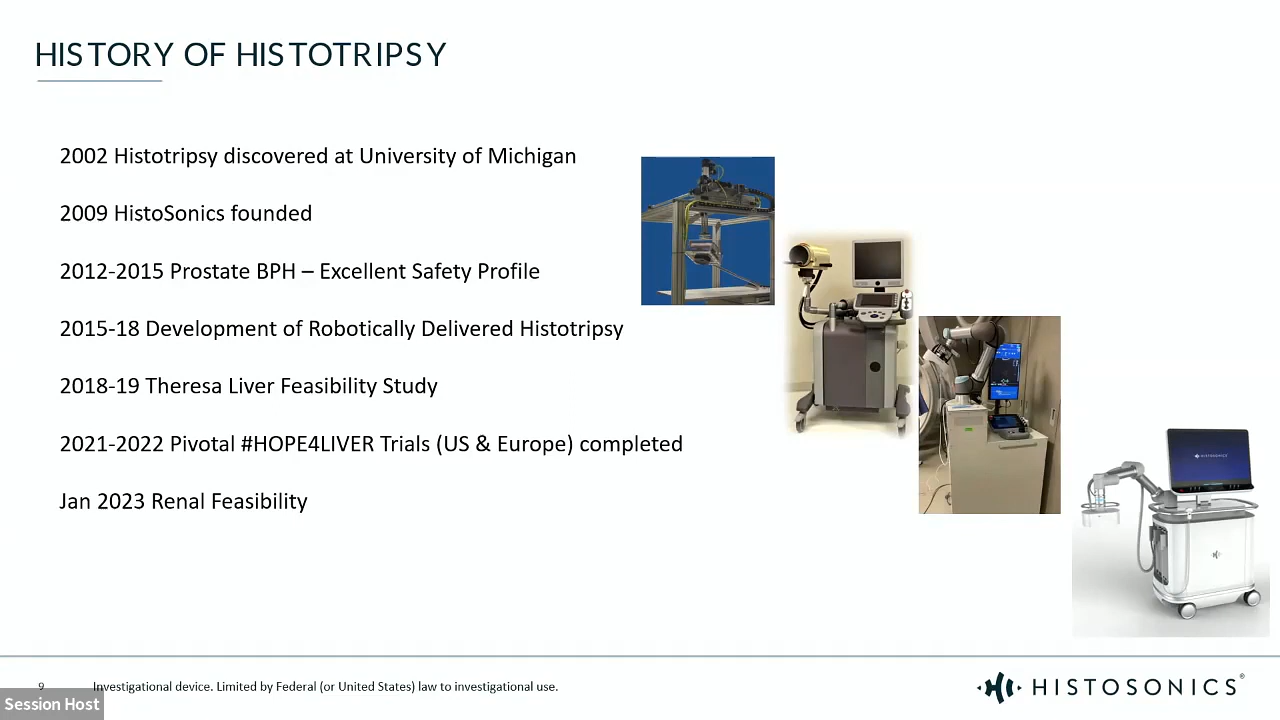 HISTORY OF HISTOTRIPSY
2002 Histotripsy discovered at University of Michigan
2009 HistoSonics founded
2012-2015 Prostate BPH – Excellent Safety Profile
2015-18 Development of Robotically Delivered Histotripsy
2018-19 Theresa Liver Feasibility Study
2021-2022 Pivotal #HOPE4LIVER Trials (US & Europe) completed
Jan 2023 Renal Feasibility
HISTOSONICS
9 Investigational device. Limited by Federal (or United States) law to investigational use.
Session Host
HISTOSONICS®